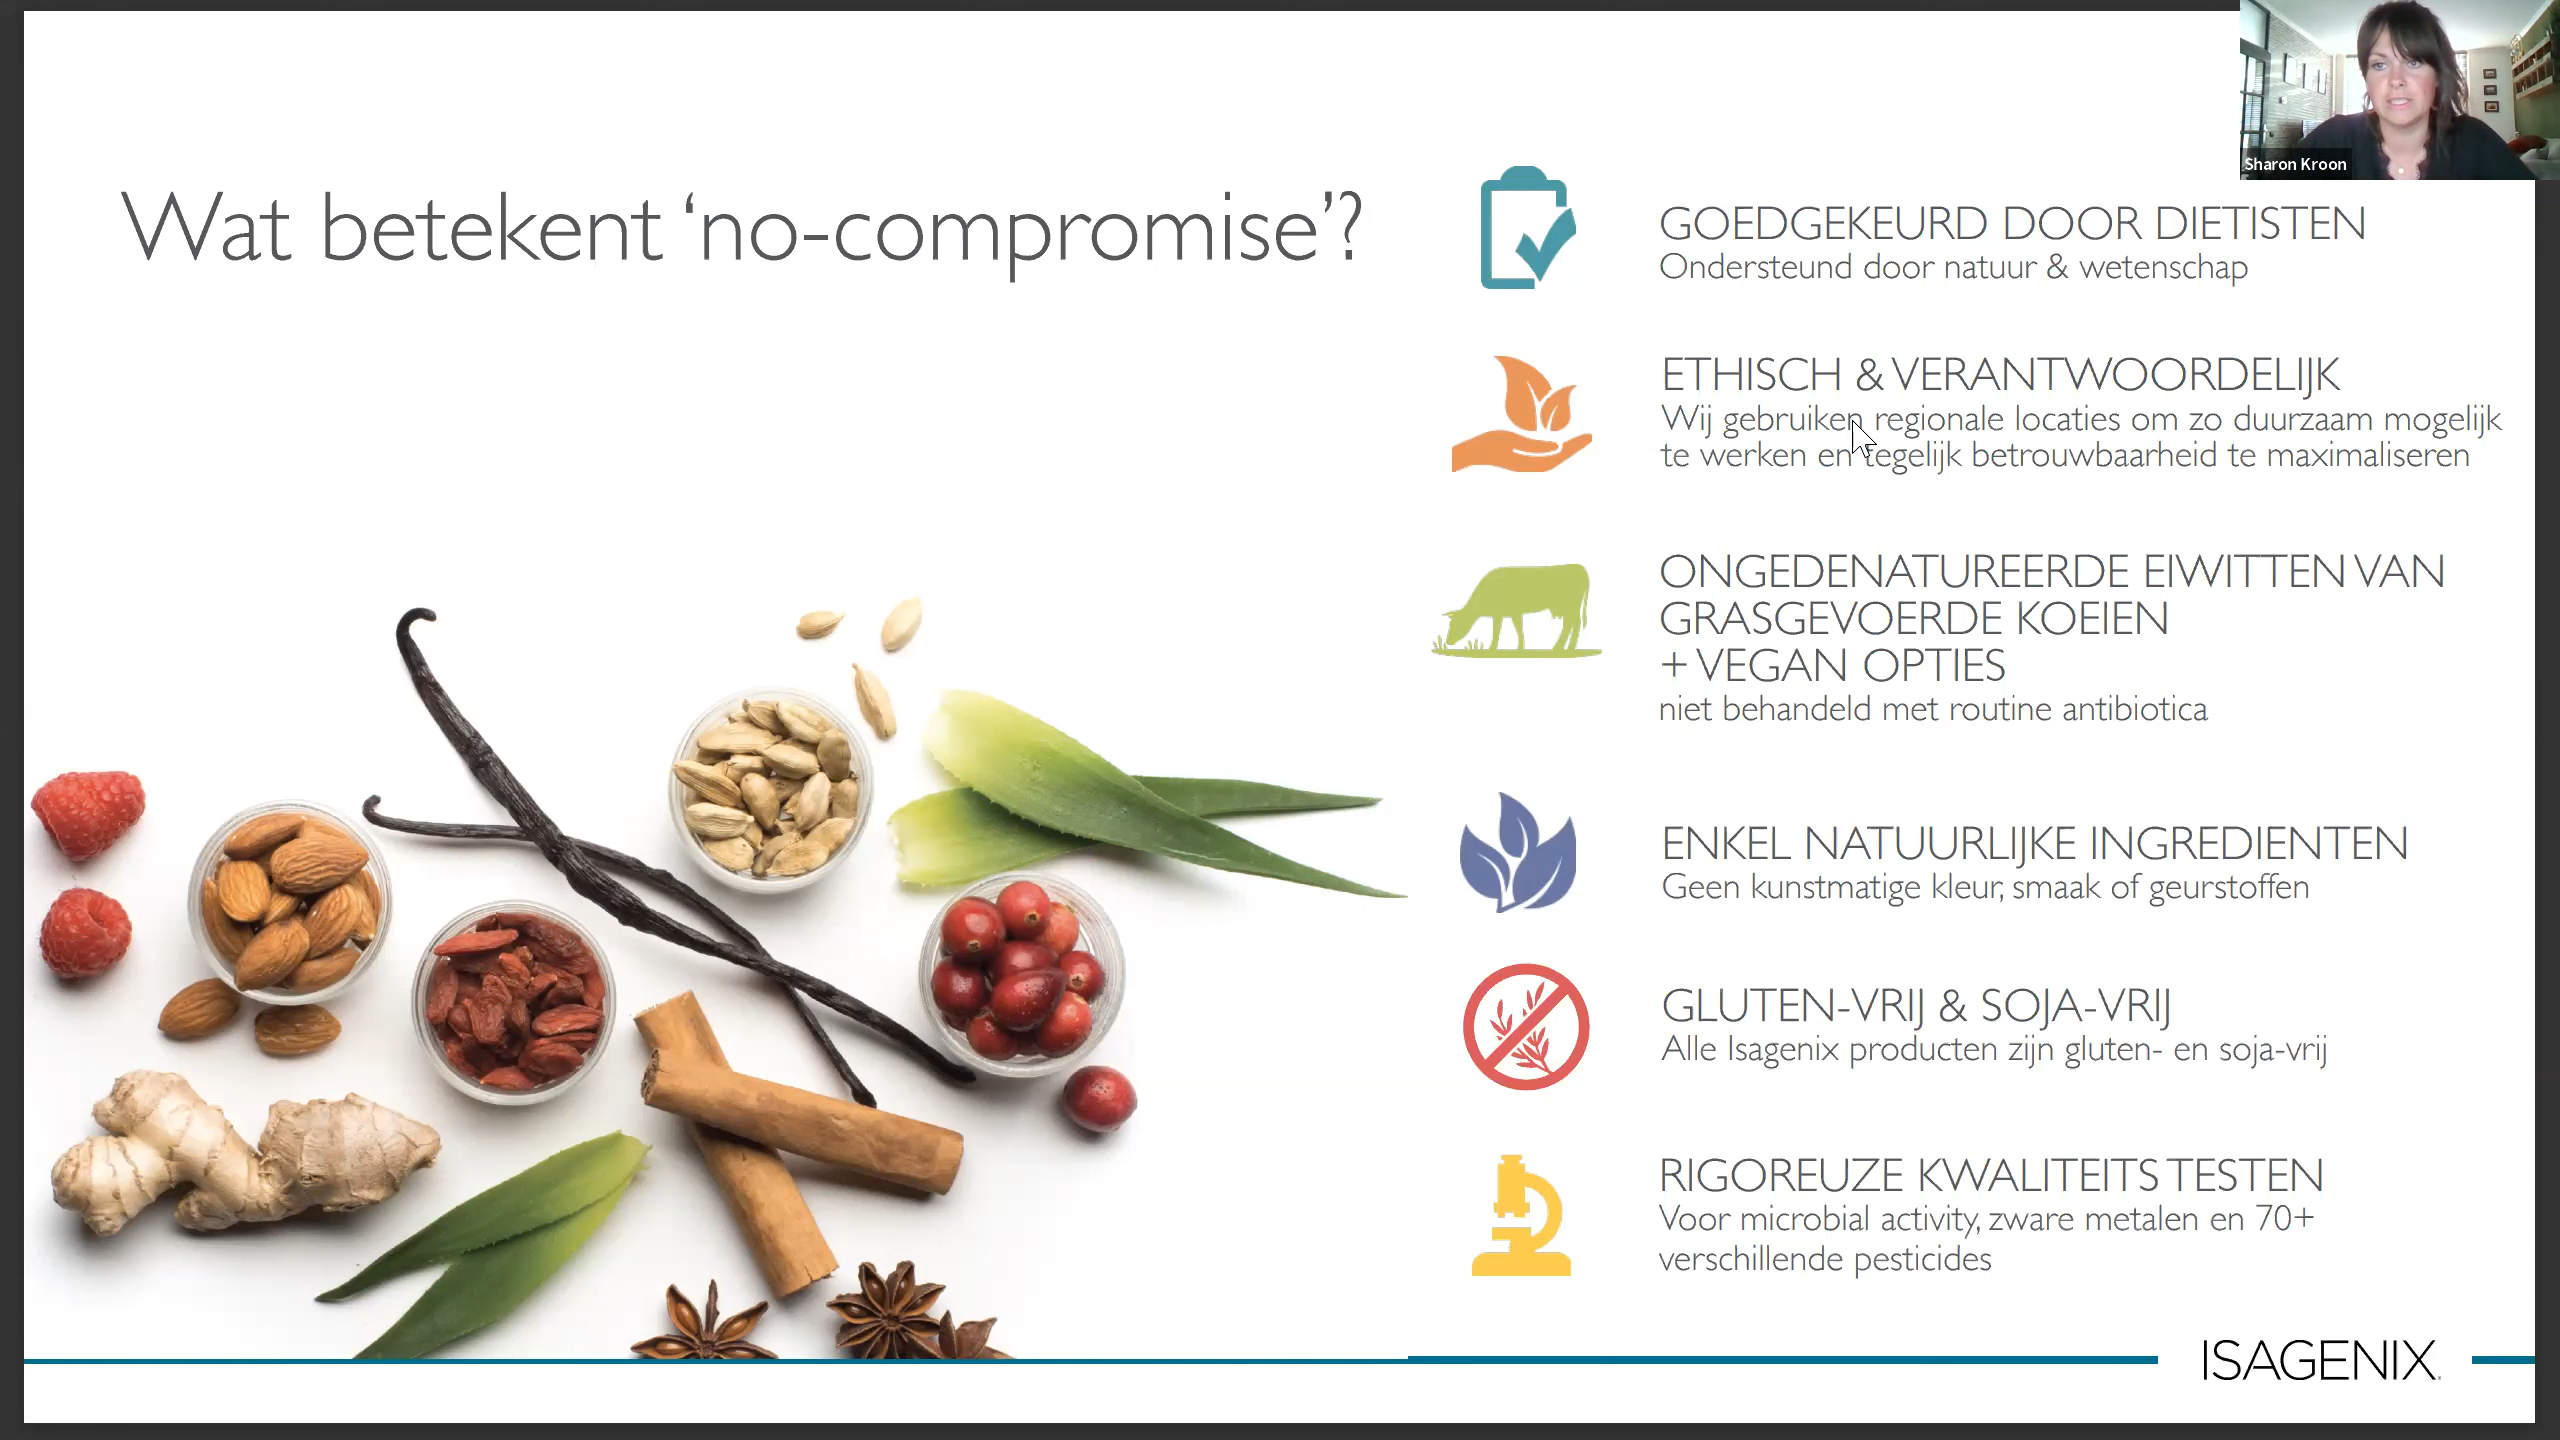 Sharon Kroon
Wat betekent ‘no-compromise’?
GOEDGEKEURD DOOR DIETISTEN
Ondersteund door natuur & wetenschap
ETHISCH & VERANTWOORDELIJK
Wij gebruiken regionale locaties om zo duurzaam mogelijk
te werken en tegelijk betrouwbaarheid te maximaliseren
ONGEDENATUREERDE EIWITTEN VAN
GRASGEVOERDE KOEIEN
+ VEGAN OPTIES
niet behandeld met routine antibiotica
ENKEL NATUURLIJKE INGREDIENTEN
Geen kunstmatige kleur, smaak of geurstoffen
GLUTEN-VRIJ & SOJA-VRIJ
Alle Isagenix producten zijn gluten- en soja-vrij
RIGOREUZE KWALITEITS TESTEN
Voor microbial activity, zware metalen en 70+
verschillende pesticides
ISAGENIX